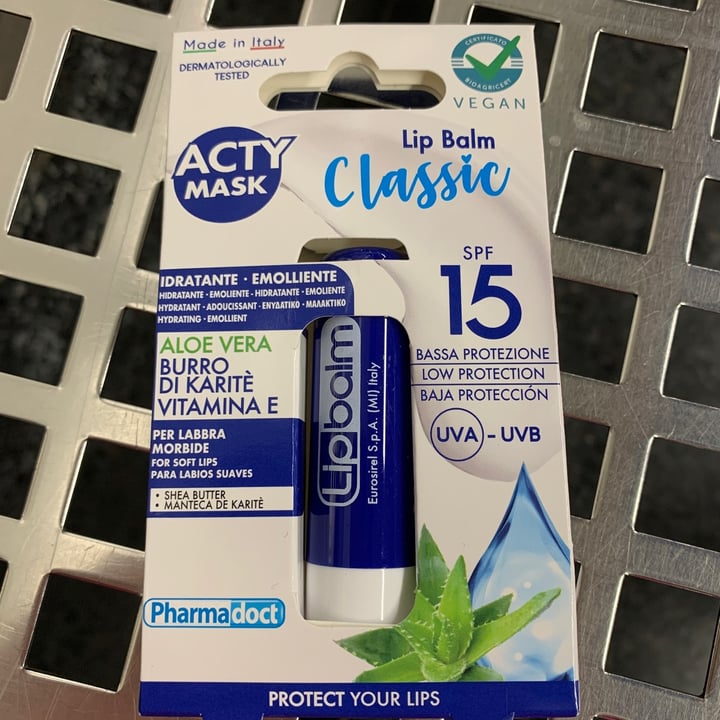 Made in Italy
DERMATOLOGICALLY
TESTED
CERTIFICATO
BIOAGRICERT
VEGAN
ACTY
MASK
Lip Balm
Classic
IDRATANTE · EMOLLIENTE
HIDRATANTE · EMOLIENTE - HIDRATANTE · EMOLIENTE
HYDRATANT · ADOUCISSANT · ΕΝΥΔΑΤΙΚΟ · ΜΑΛΑΚΤΙΚΟ
HYDRATING · EMOLLIENT
ALOE VERA
BURRO
DI KARITÈ
VITAMINA E
PER LABBRA
MORBIDE
FOR SOFT LIPS
PARA LABIOS SUAVES
• SHEA BUTTER
• MANTECA DE KARITÈ
Pharmadoct
Lipbalm
Eurosirel S.p.A. (MI) Italy
SPF
15
BASSA PROTEZIONE
LOW PROTECTION
BAJA PROTECCIÓN
UVA - UVB
PROTECT YOUR LIPS